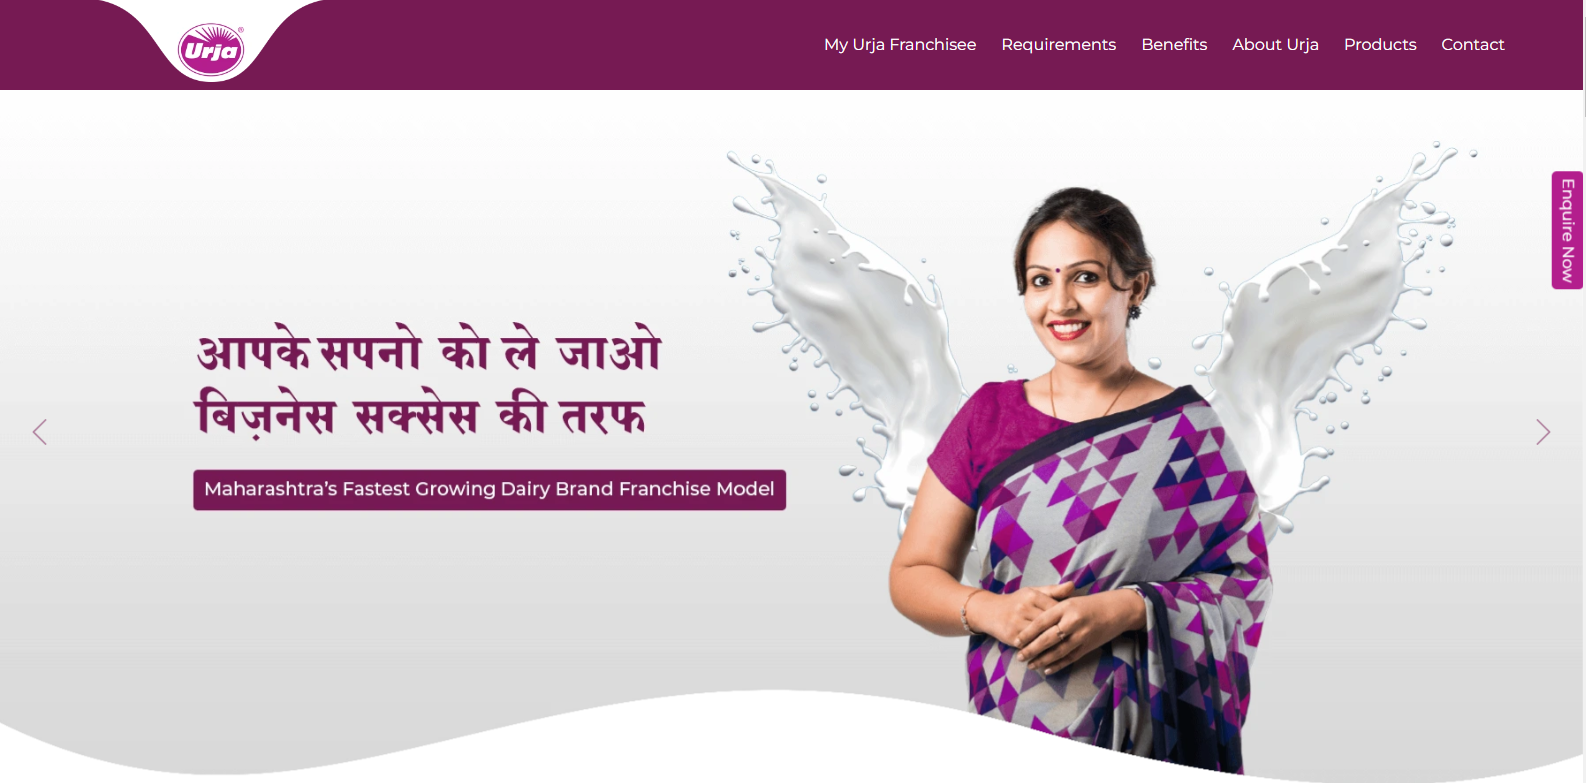 Urja®
My Urja Franchisee
Requirements
Benefits
About Urja
Products
Contact
Enquire Now
आपके सपनो को ले जाओ
बिज़नेस सक्सेस की तरफ
Maharashtra's Fastest Growing Dairy Brand Franchise Model